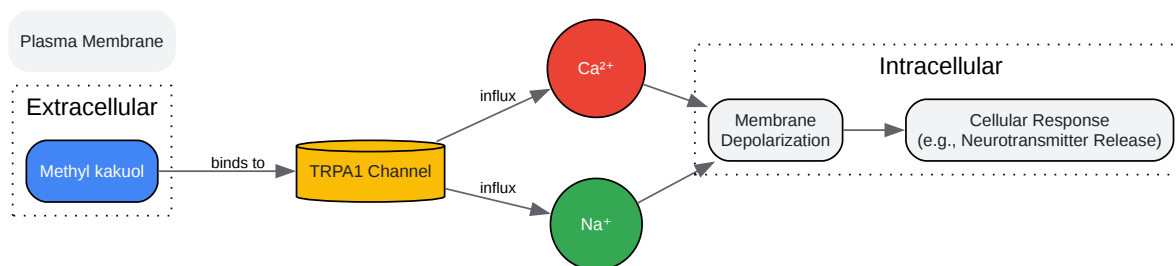 Plasma Membrane
Extracellular
Methyl kakuol
binds to
TRPA1 Channel
influx
influx
Ca²⁺
Na⁺
Intracellular
Membrane
Depolarization
Cellular Response
(e.g., Neurotransmitter Release)